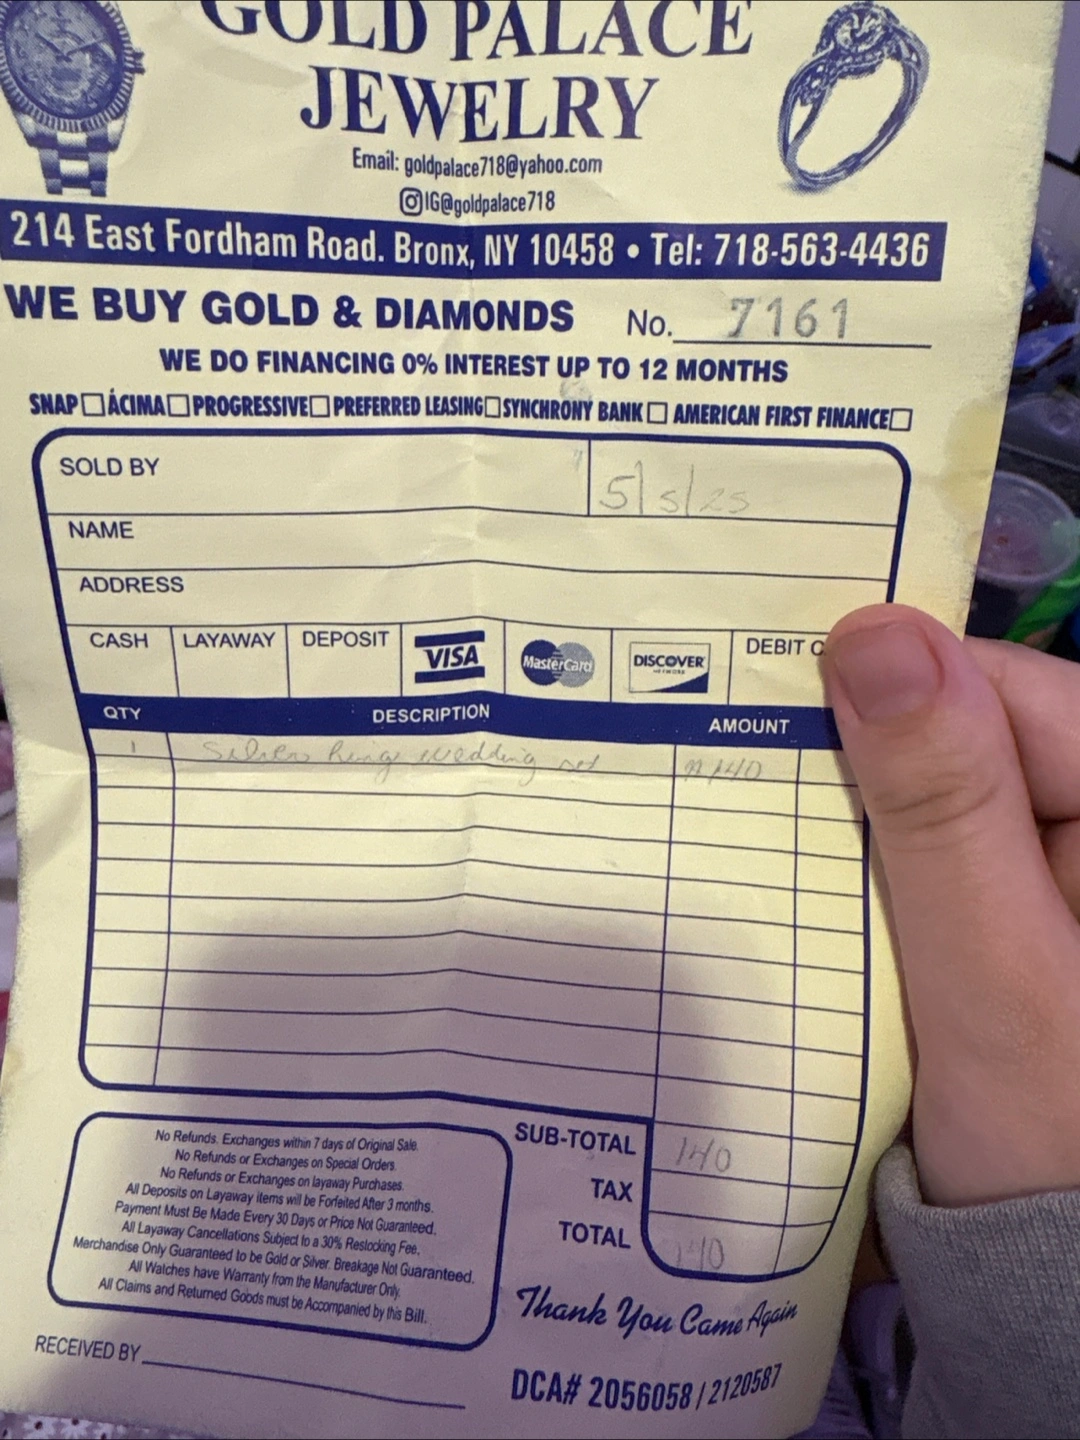 GOLD PALACE
JEWELRY
Email: goldpalace718@yahoo.com
IG@goldpalace718
214 East Fordham Road. Bronx, NY 10458 • Tel: 718-563-4436
WE BUY GOLD & DIAMONDS No. 7161
WE DO FINANCING 0% INTEREST UP TO 12 MONTHS
SNAP ACIMA PROGRESSIVE PREFERRED LEASING SYNCHRONY BANK AMERICAN FIRST FINANCE
SOLD BY 5/5/25
NAME
ADDRESS
CASH LAYAWAY DEPOSIT VISA MasterCard DISCOVER NETWORK DEBIT C
QTY DESCRIPTION AMOUNT
1 Silver Ring wedding set 140
SUB-TOTAL 140
TAX
TOTAL 140
No Refunds. Exchanges within 7 days of Original Sale.
No Refunds or Exchanges on Special Orders.
No Refunds or Exchanges on layaway Purchases.
All Deposits on Layaway items will be Forfeited After 3 months.
Payment Must Be Made Every 30 Days or Price Not Guaranteed.
All Layaway Cancellations Subject to a 30% Restocking Fee.
Merchandise Only Guaranteed to be Gold or Silver. Breakage Not Guaranteed.
All Watches have Warranty from the Manufacturer Only.
All Claims and Returned Goods must be Accompanied by this Bill.
Thank You Came Again
RECEIVED BY
DCA# 2056058 / 2120587